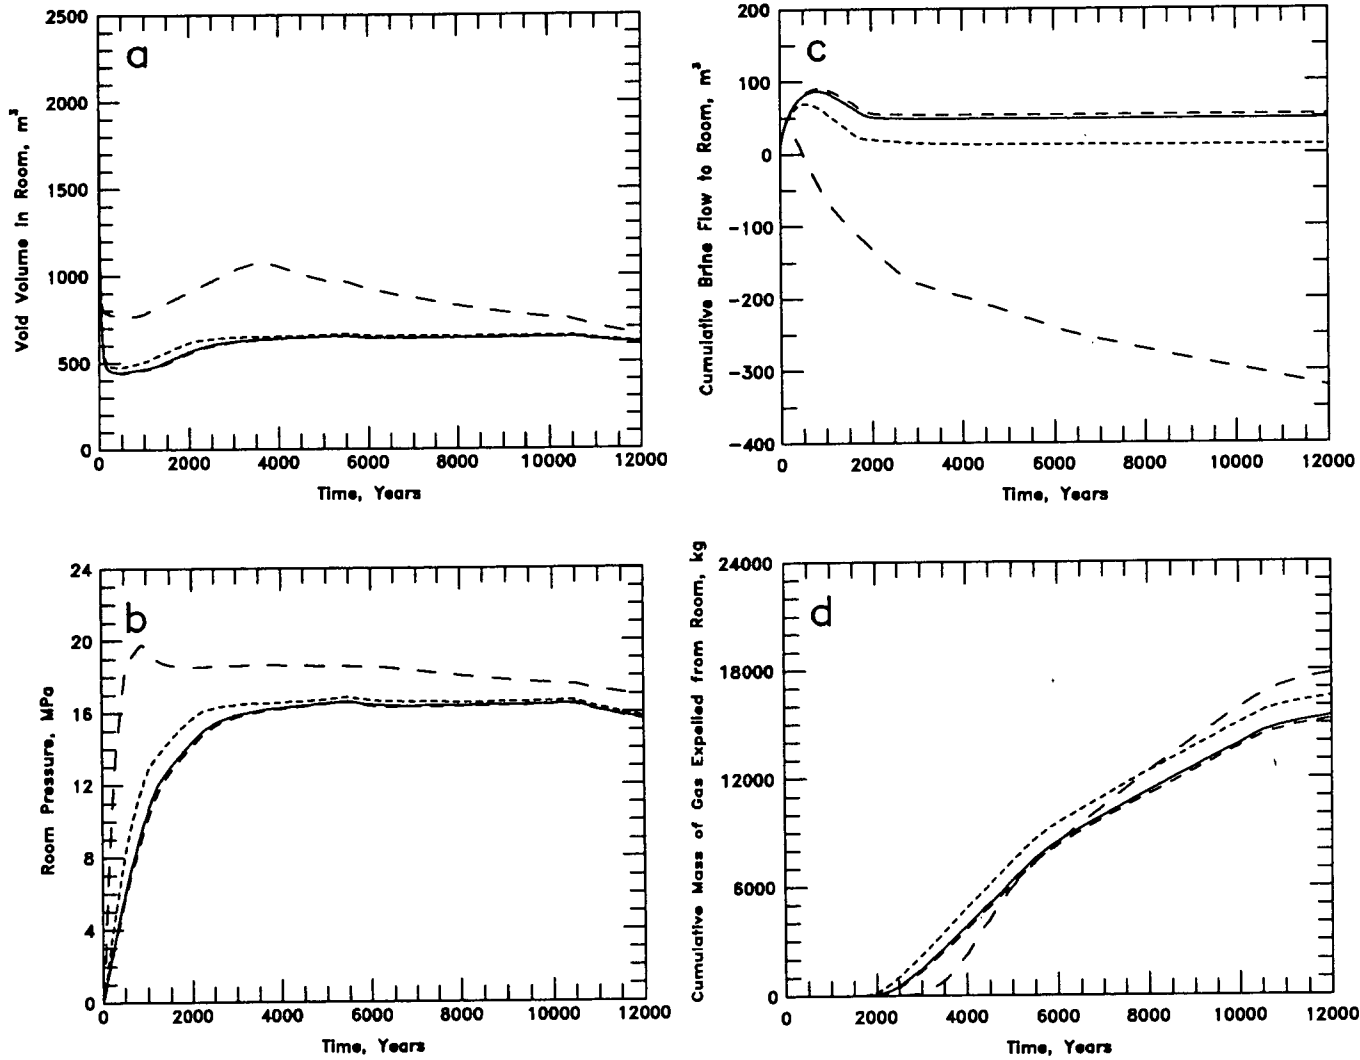 a
Void Volume in Room, m³
2500
2000
1500
1000
500
0
0 2000 4000 6000 8000 10000 12000
Time, Years
c
Cumulative Brine Flow to Room, m³
200
100
0
-100
-200
-300
-400
0 2000 4000 6000 8000 10000 12000
Time, Years
b
Room Pressure, MPa
24
20
16
12
8
4
0
0 2000 4000 6000 8000 10000 12000
Time, Years
d
Cumulative Mass of Gas Expelled from Room, kg
24000
18000
12000
6000
0
0 2000 4000 6000 8000 10000 12000
Time, Years